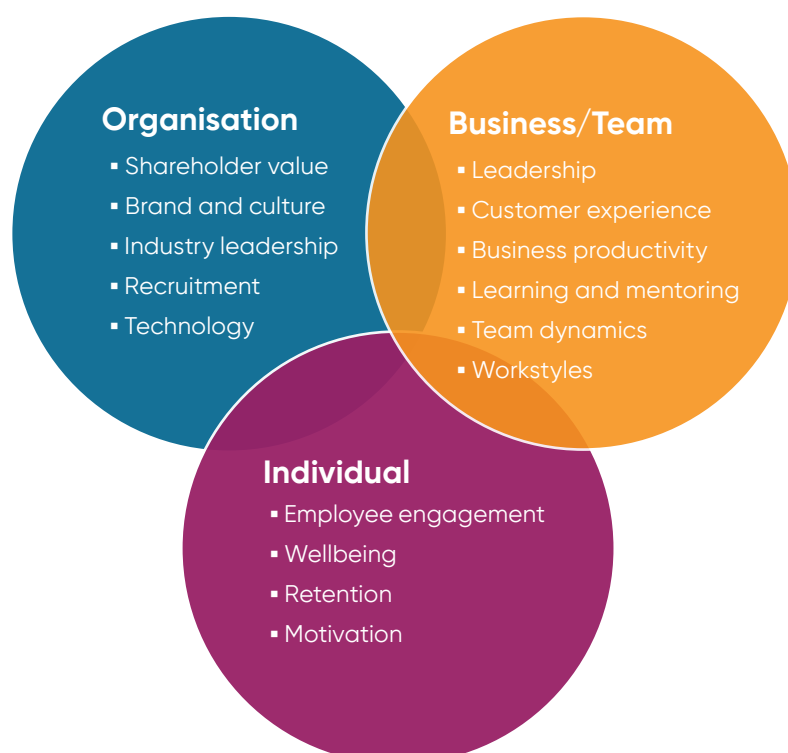 Organisation
▪ Shareholder value
▪ Brand and culture
▪ Industry leadership
▪ Recruitment
▪ Technology
Business/Team
▪ Leadership
▪ Customer experience
▪ Business productivity
▪ Learning and mentoring
▪ Team dynamics
▪ Workstyles
Individual
▪ Employee engagement
▪ Wellbeing
▪ Retention
▪ Motivation